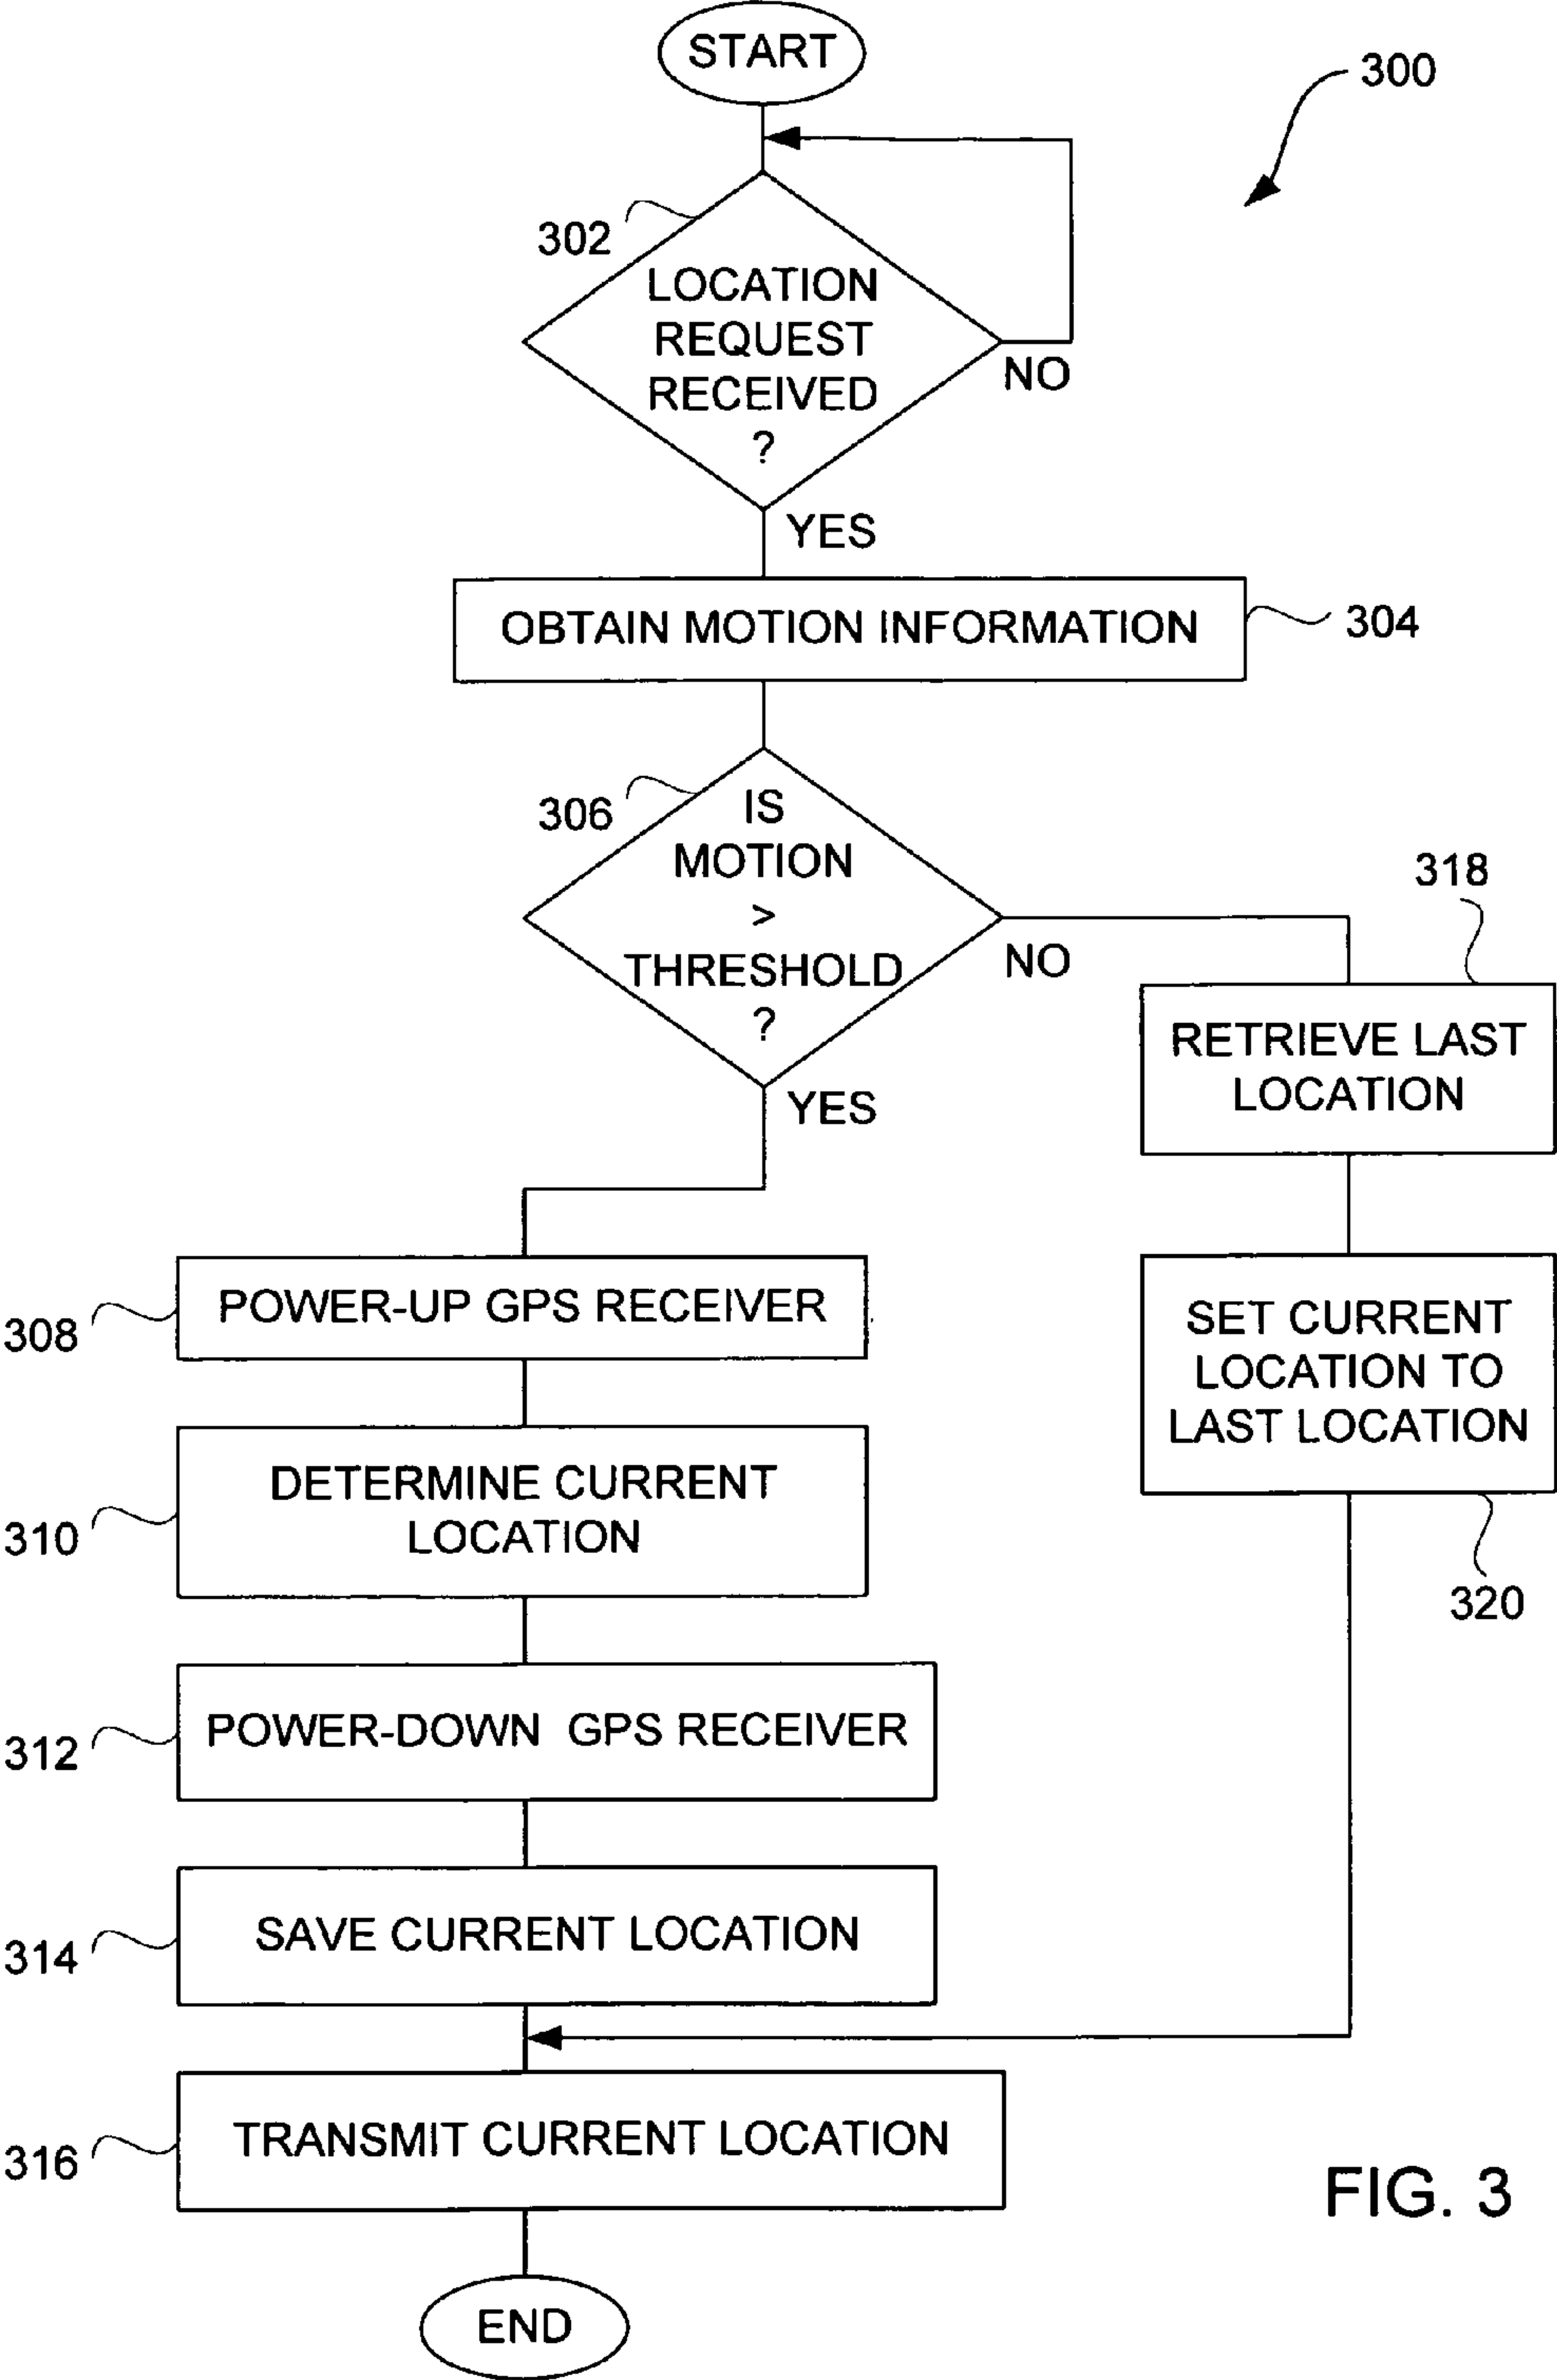 START
300
302
LOCATION
REQUEST
RECEIVED
?
NO
YES
OBTAIN MOTION INFORMATION
304
306
IS
MOTION
>
THRESHOLD
?
NO
YES
318
RETRIEVE LAST
LOCATION
308
POWER-UP GPS RECEIVER
SET CURRENT
LOCATION TO
LAST LOCATION
320
310
DETERMINE CURRENT
LOCATION
312
POWER-DOWN GPS RECEIVER
314
SAVE CURRENT LOCATION
316
TRANSMIT CURRENT LOCATION
END
FIG. 3